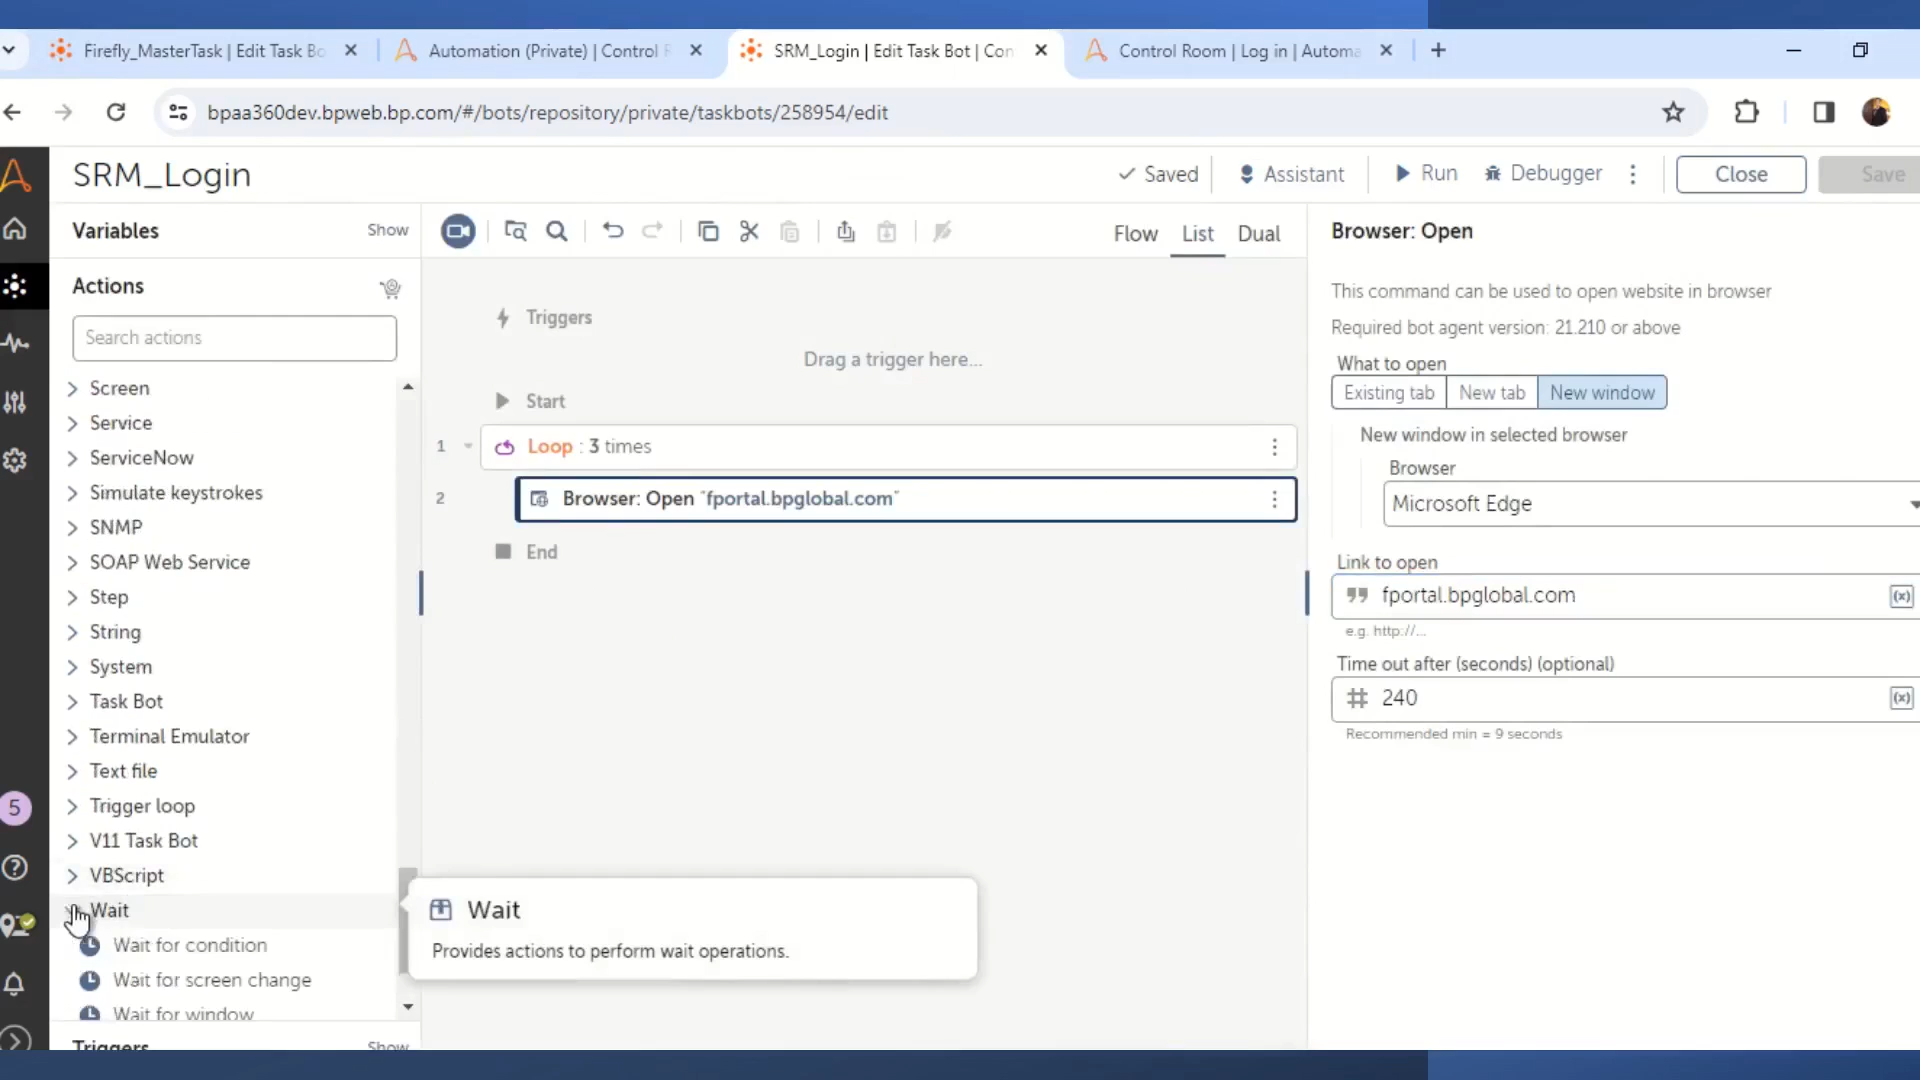 Firefly_MasterTask | Edit Task Bo
Automation (Private) | Control R
SRM_Login | Edit Task Bot | Con
Control Room | Log in | Automa
bpaa360dev.bpweb.bp.com/#/bots/repository/private/taskbots/258954/edit
SRM_Login
Saved
Assistant
Run
Debugger
Close
Save
Variables
Show
Flow
List
Dual
Browser: Open
Actions
Search actions
Screen
Service
ServiceNow
Simulate keystrokes
SNMP
SOAP Web Service
Step
String
System
Task Bot
Terminal Emulator
Text file
Trigger loop
V11 Task Bot
VBScript
Wait
Wait for condition
Wait for screen change
Wait for window
Triggers
Show
5
Triggers
Drag a trigger here...
Start
1 Loop : 3 times
2 Browser: Open "fportal.bpglobal.com"
End
Wait
Provides actions to perform wait operations.
This command can be used to open website in browser
Required bot agent version: 21.210 or above
What to open
Existing tab
New tab
New window
New window in selected browser
Browser
Microsoft Edge
Link to open
fportal.bpglobal.com
(x)
e.g. http://...
Time out after (seconds) (optional)
240
(x)
Recommended min = 9 seconds